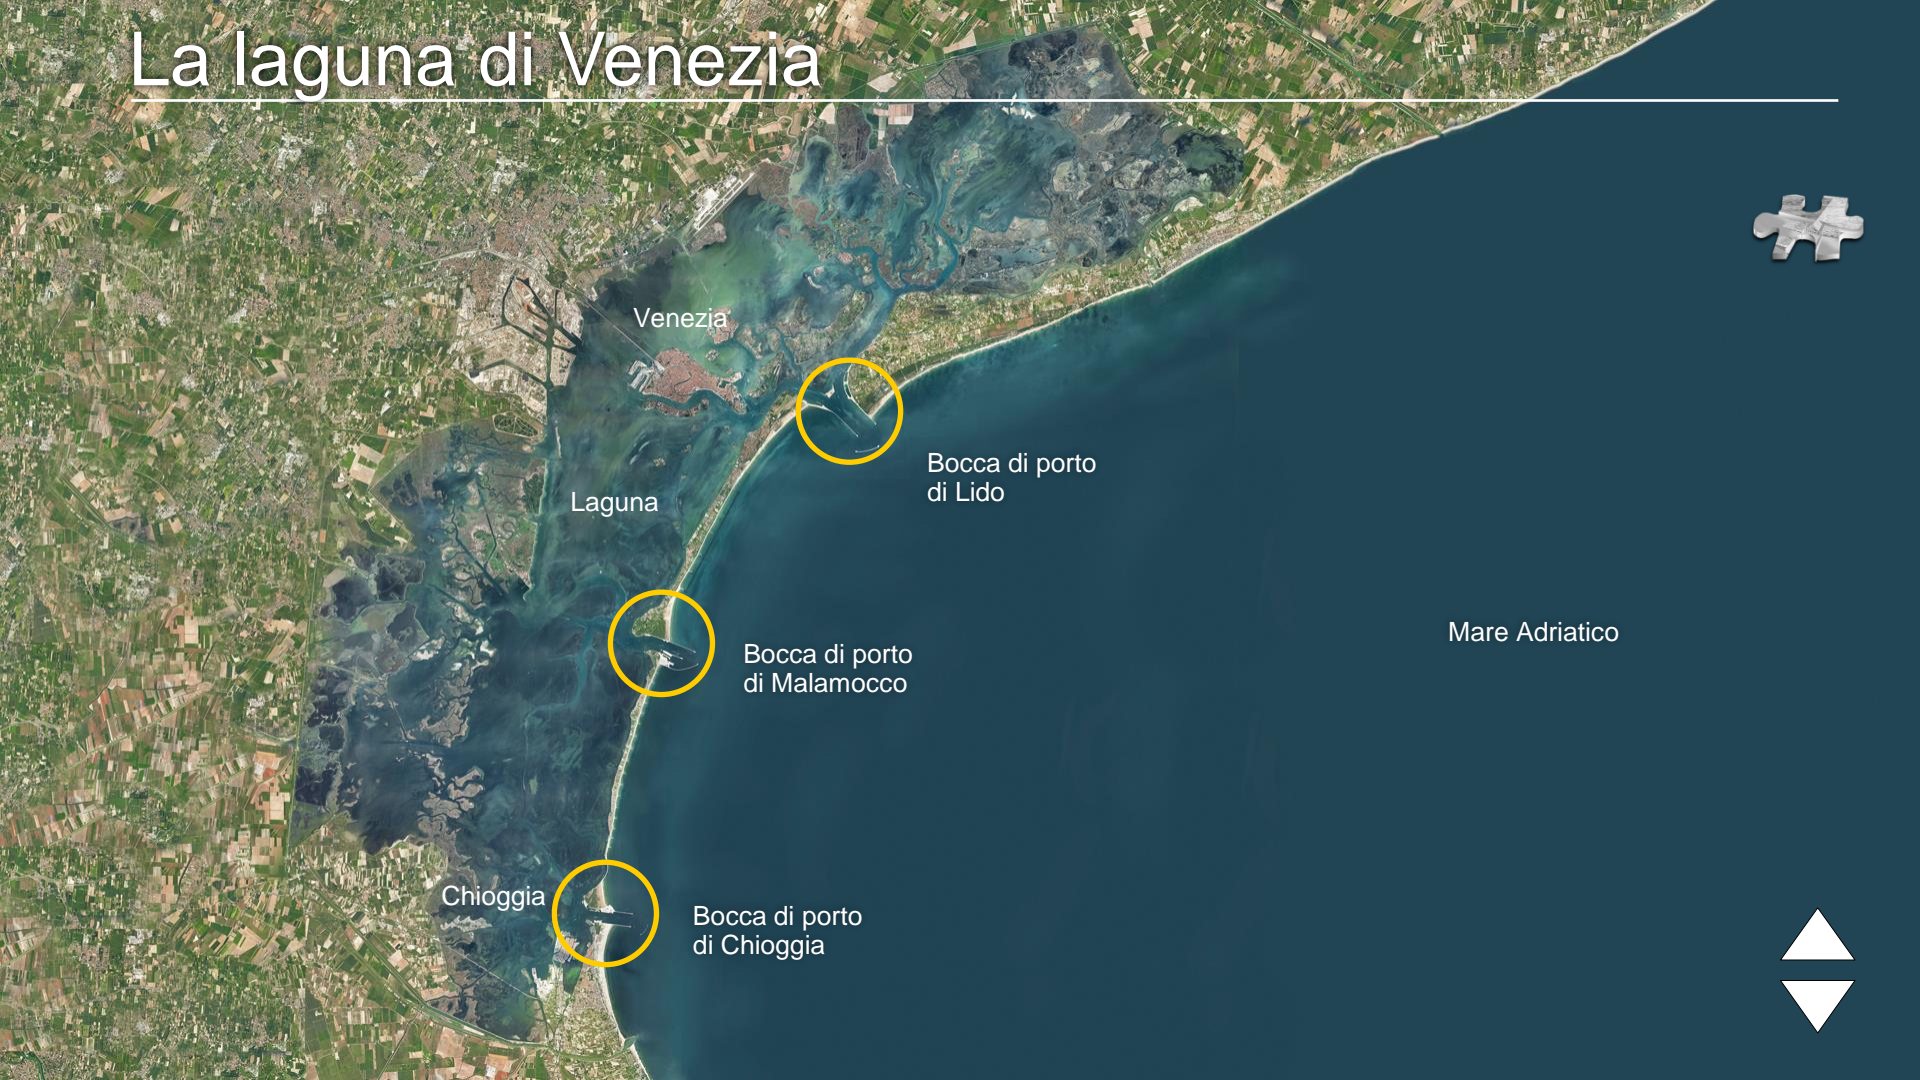 La laguna di Venezia
Venezia
Bocca di porto
di Lido
Laguna
Mare Adriatico
Bocca di porto
di Malamocco
Chioggia
Bocca di porto
di Chioggia